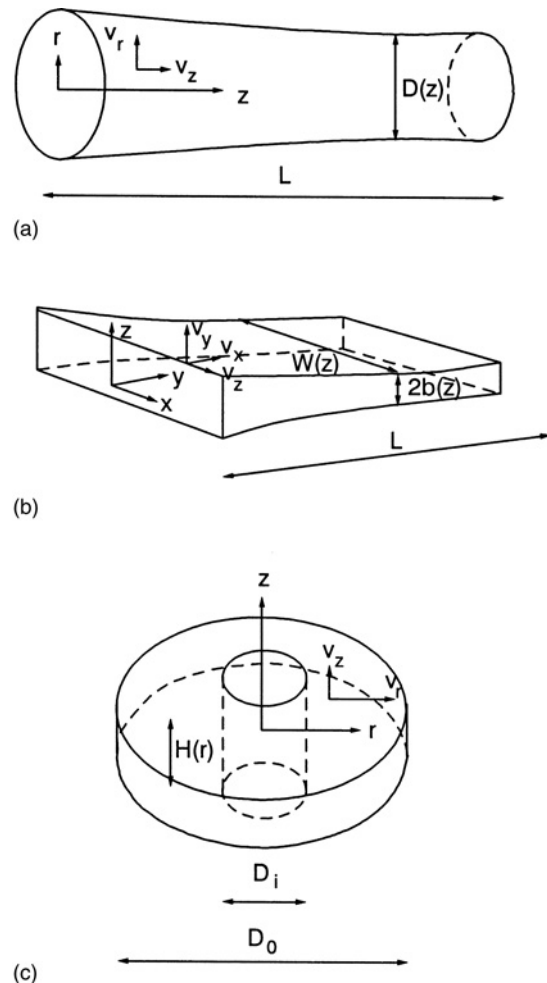 r
v_r
v_z
z
D(z)
L
(a)
z
v_y
v_x
y
v_z
W(z)
x
2b(z)
L
(b)
z
v_z
v_r
H(r)
r
D_i
D_0
(c)